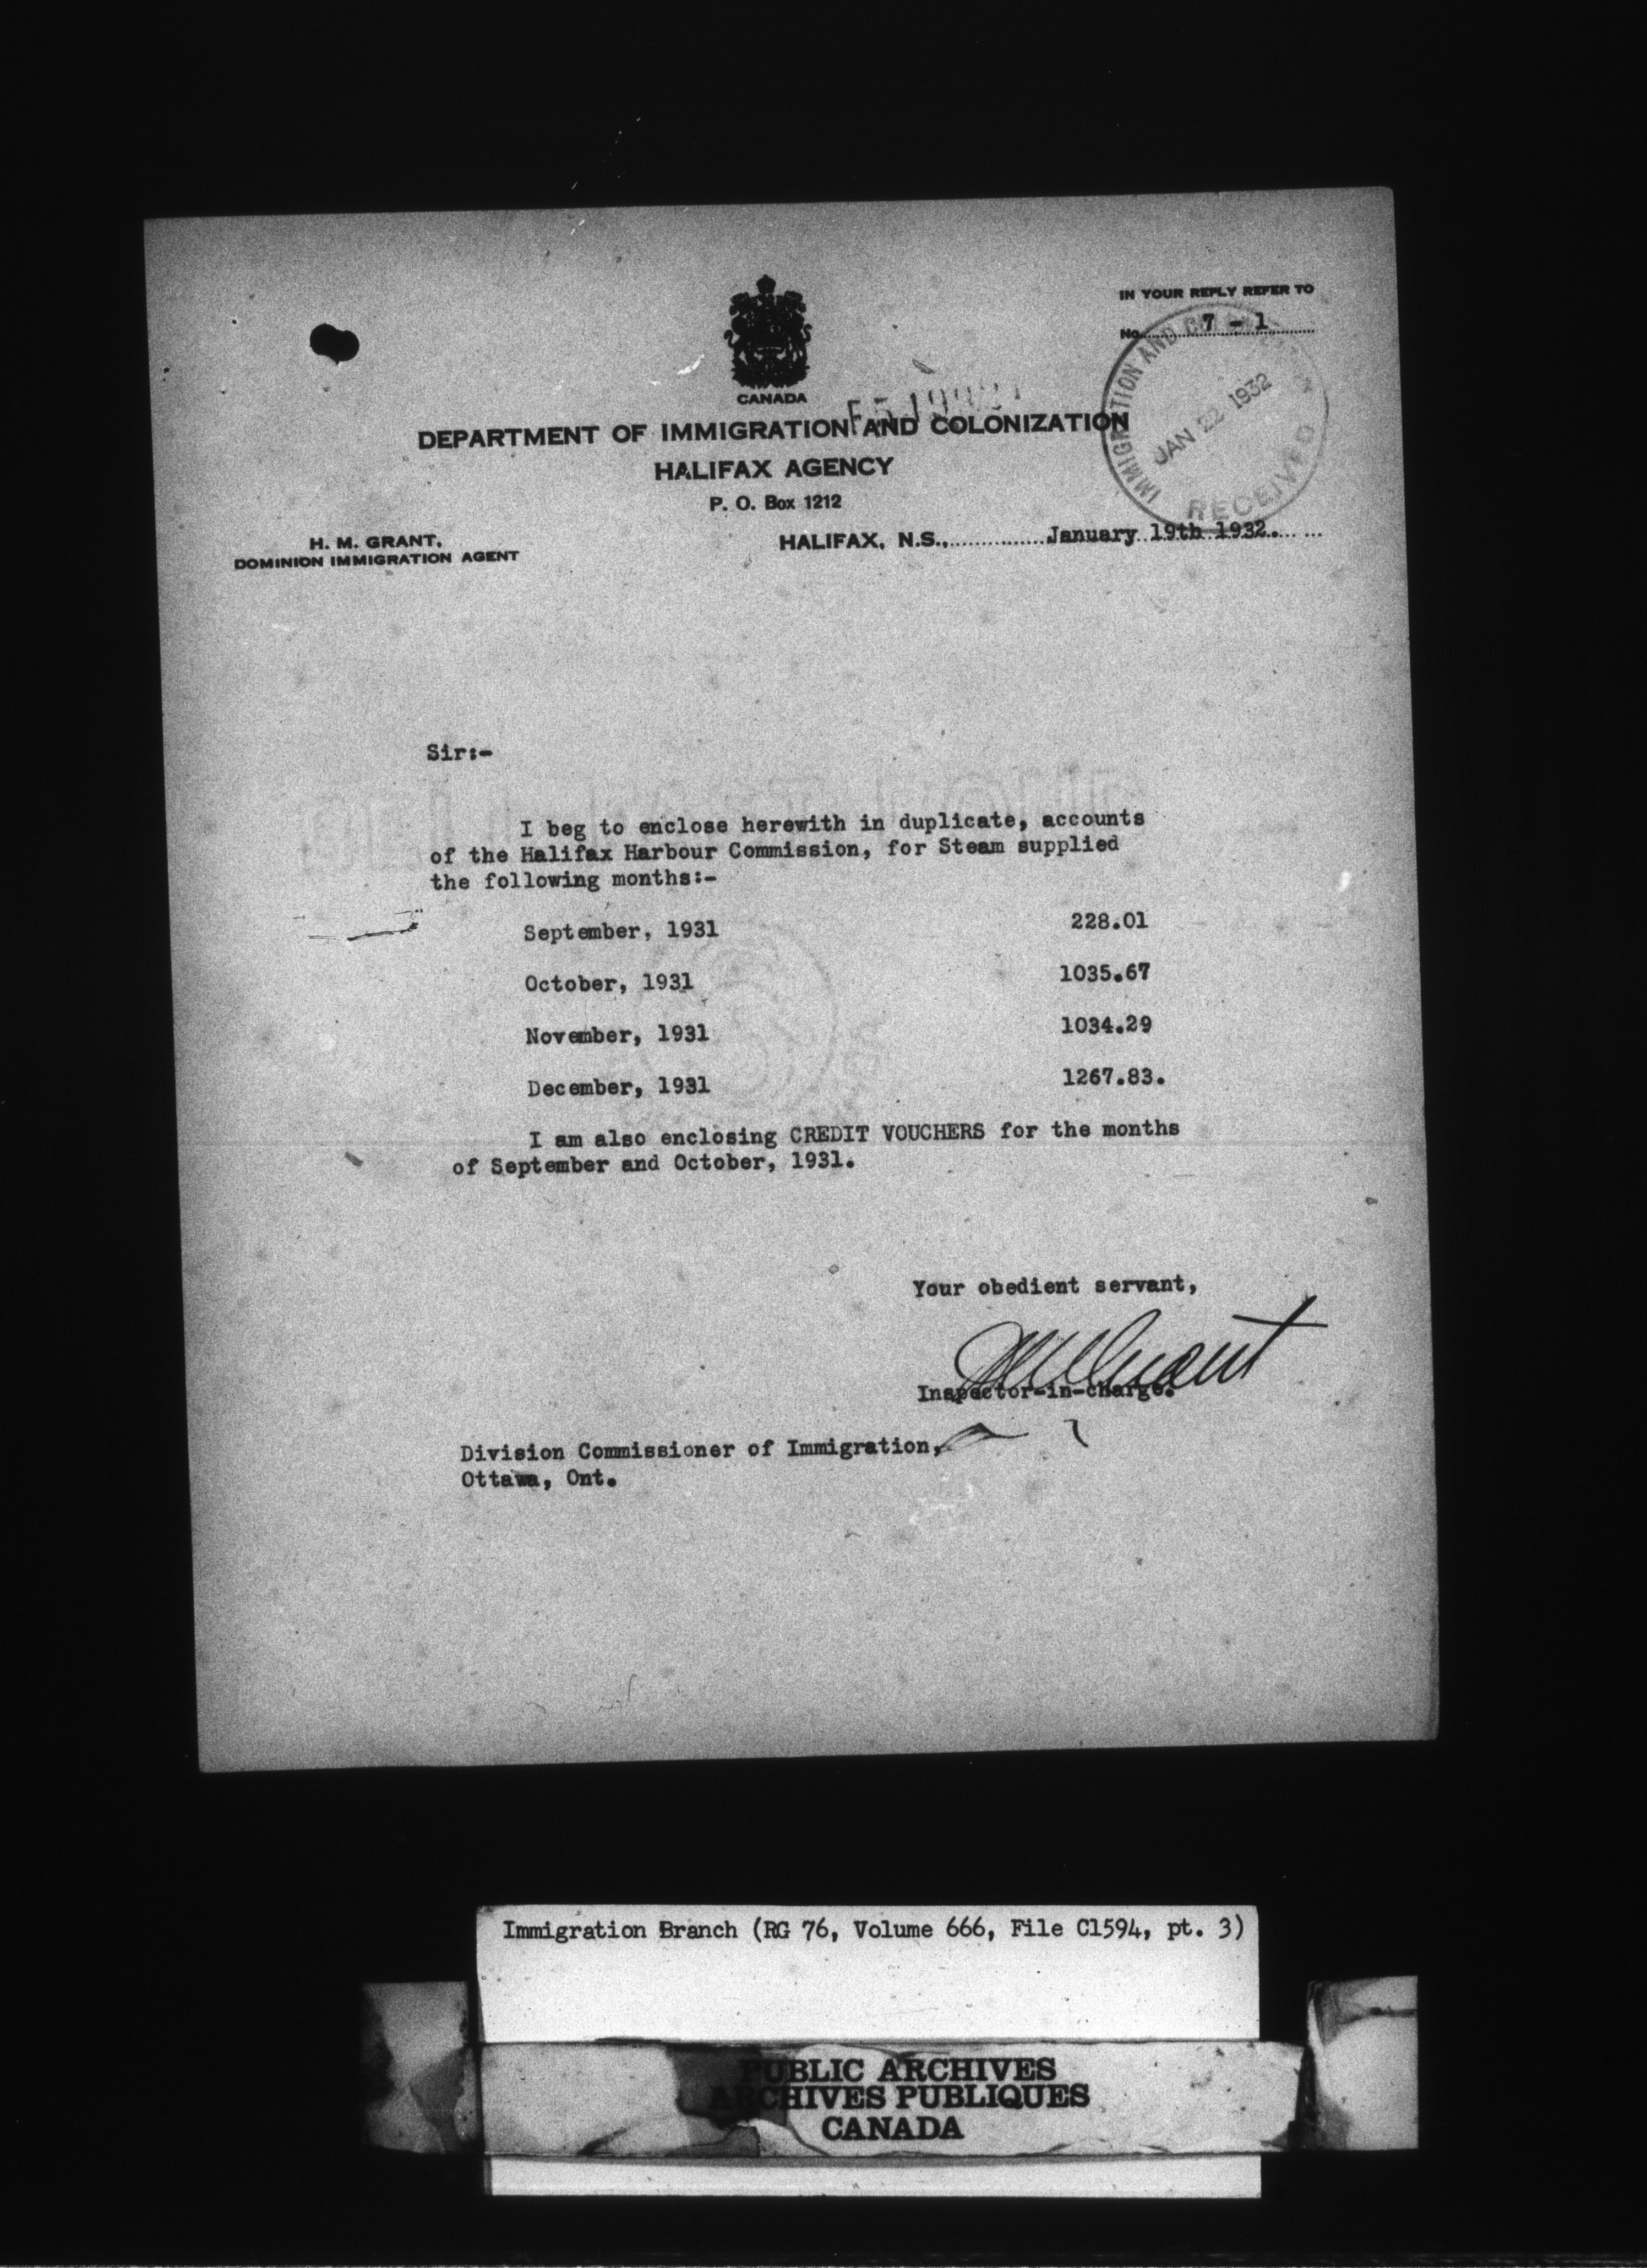 IN YOUR REPLY REFER TO
No. 7 - 1
CANADA
DEPARTMENT OF IMMIGRATION AND COLONIZATION
HALIFAX AGENCY
P. O. Box 1212
IMMIGRATION AND
JAN 22 1932
RECEIVED
H. M. GRANT,
DOMINION IMMIGRATION AGENT
HALIFAX, N.S., January 19th 1932.
Sir:-
I beg to enclose herewith in duplicate, accounts
of the Halifax Harbour Commission, for Steam supplied
the following months:-
September, 1931 228.01
October, 1931 1035.67
November, 1931 1034.29
December, 1931 1267.83.
I am also enclosing CREDIT VOUCHERS for the months
of September and October, 1931.
Your obedient servant,
HM Grant
Inspector-in-charge.
Division Commissioner of Immigration,
Ottawa, Ont.
Immigration Branch (RG 76, Volume 666, File C1594, pt. 3)
PUBLIC ARCHIVES
ARCHIVES PUBLIQUES
CANADA